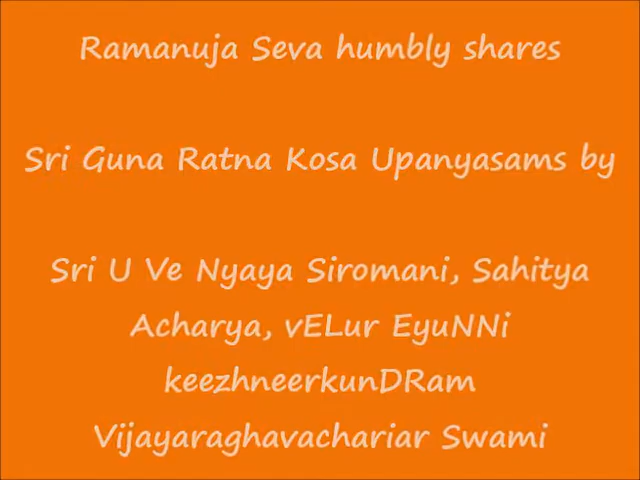 Ramanuja Seva humbly shares
Sri Guna Ratna Kosa Upanyasams by
Sri U Ve Nyaya Siromani, Sahitya
Acharya, vELur EyuNNi
keezhneerkunDRam
Vijayaraghavachariar Swami